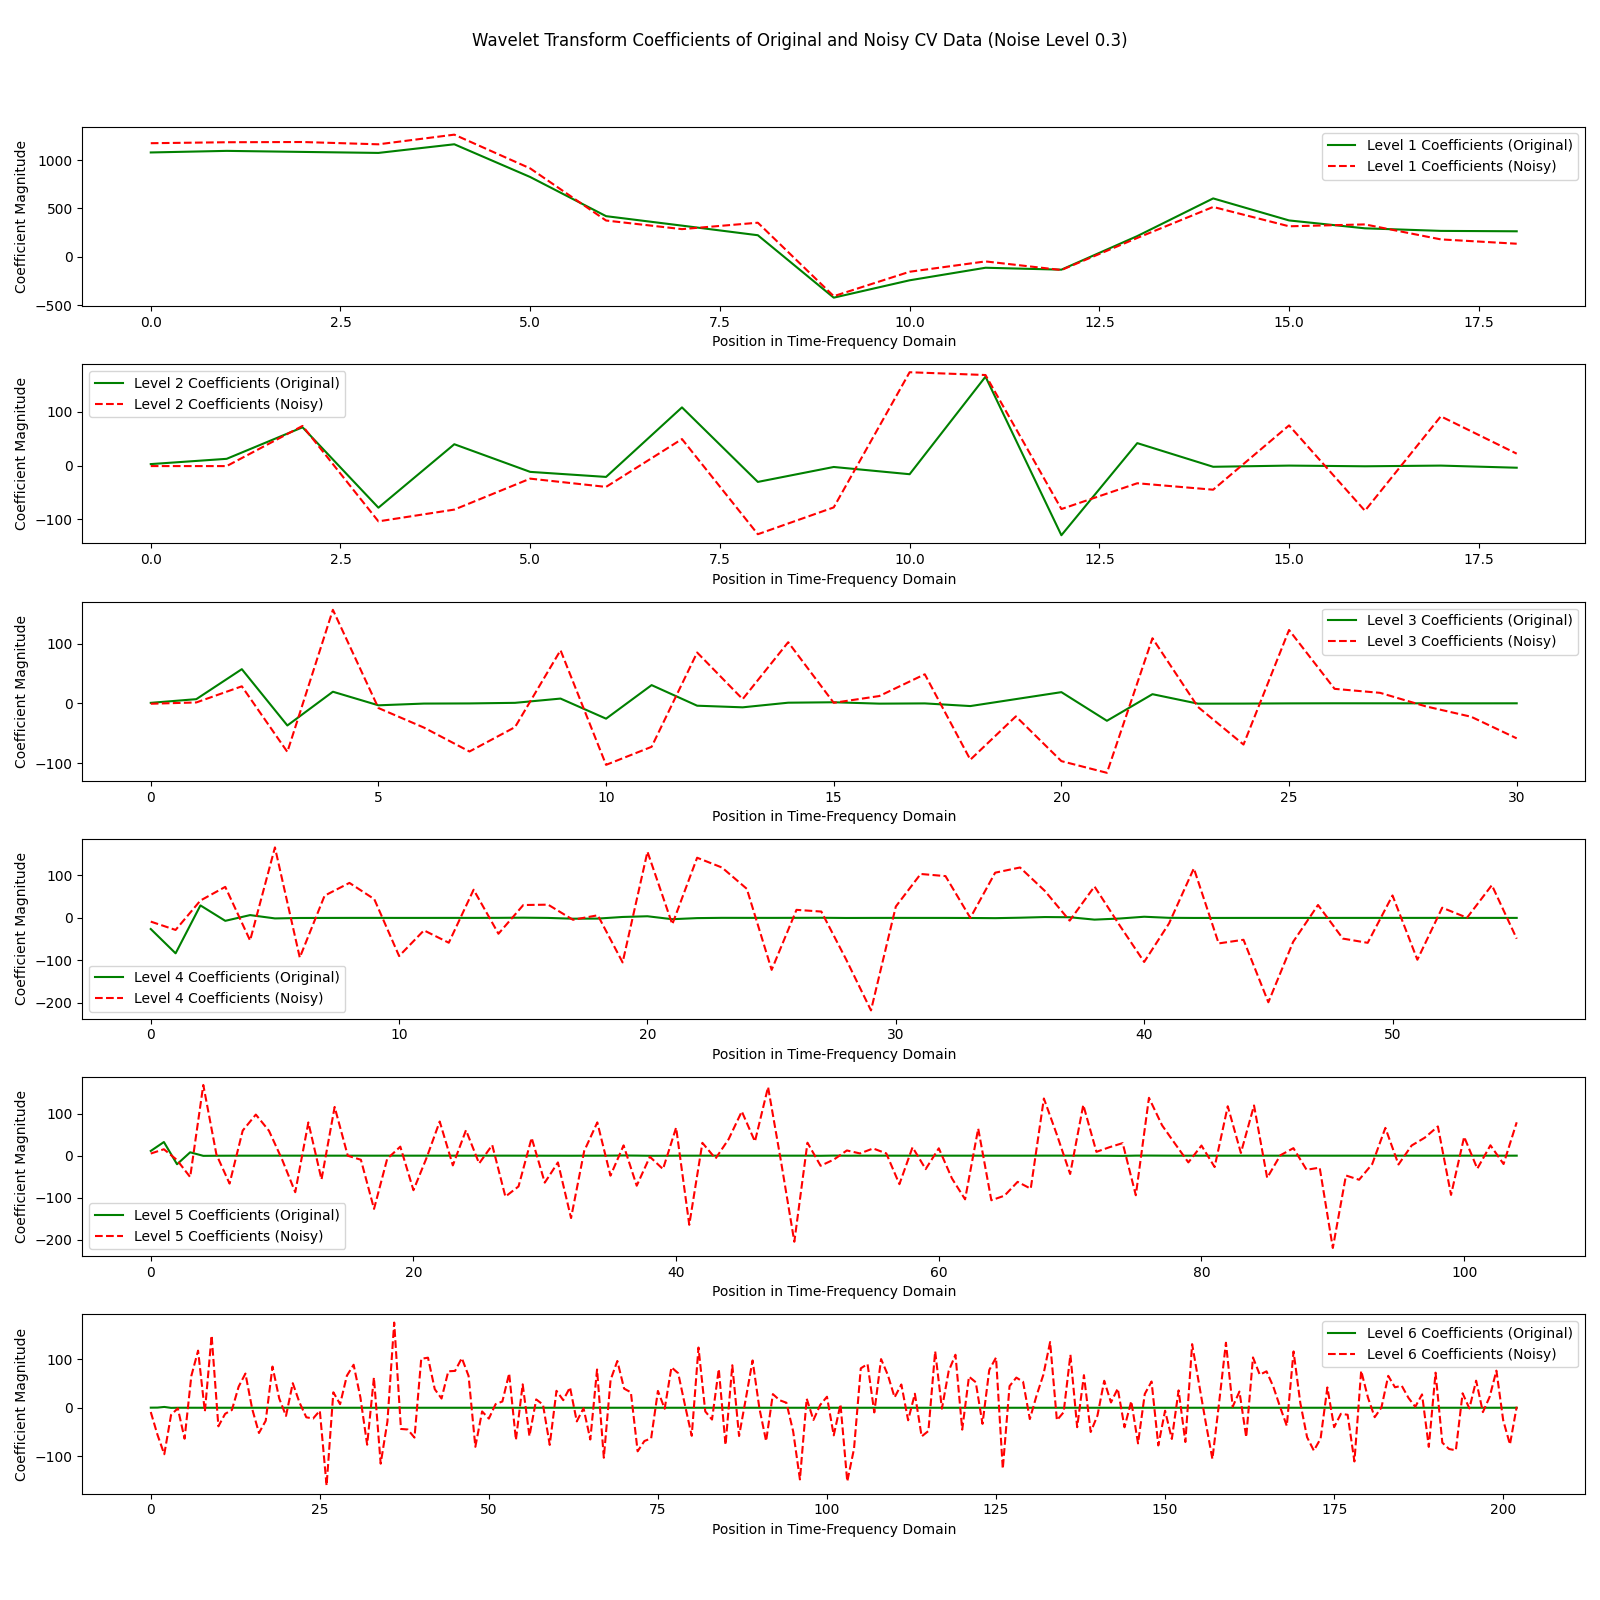 Wavelet Transform Coefficients of Original and Noisy CV Data (Noise Level 0.3)
Coefficient Magnitude
1000
500
0
−500
Level 1 Coefficients (Original)
Level 1 Coefficients (Noisy)
0.0 2.5 5.0 7.5 10.0 12.5 15.0 17.5
Position in Time-Frequency Domain
Coefficient Magnitude
100
0
−100
Level 2 Coefficients (Original)
Level 2 Coefficients (Noisy)
0.0 2.5 5.0 7.5 10.0 12.5 15.0 17.5
Position in Time-Frequency Domain
Coefficient Magnitude
100
0
−100
Level 3 Coefficients (Original)
Level 3 Coefficients (Noisy)
0 5 10 15 20 25 30
Position in Time-Frequency Domain
Coefficient Magnitude
100
0
−100
−200
Level 4 Coefficients (Original)
Level 4 Coefficients (Noisy)
0 10 20 30 40 50
Position in Time-Frequency Domain
Coefficient Magnitude
100
0
−100
−200
Level 5 Coefficients (Original)
Level 5 Coefficients (Noisy)
0 20 40 60 80 100
Position in Time-Frequency Domain
Coefficient Magnitude
100
0
−100
Level 6 Coefficients (Original)
Level 6 Coefficients (Noisy)
0 25 50 75 100 125 150 175 200
Position in Time-Frequency Domain